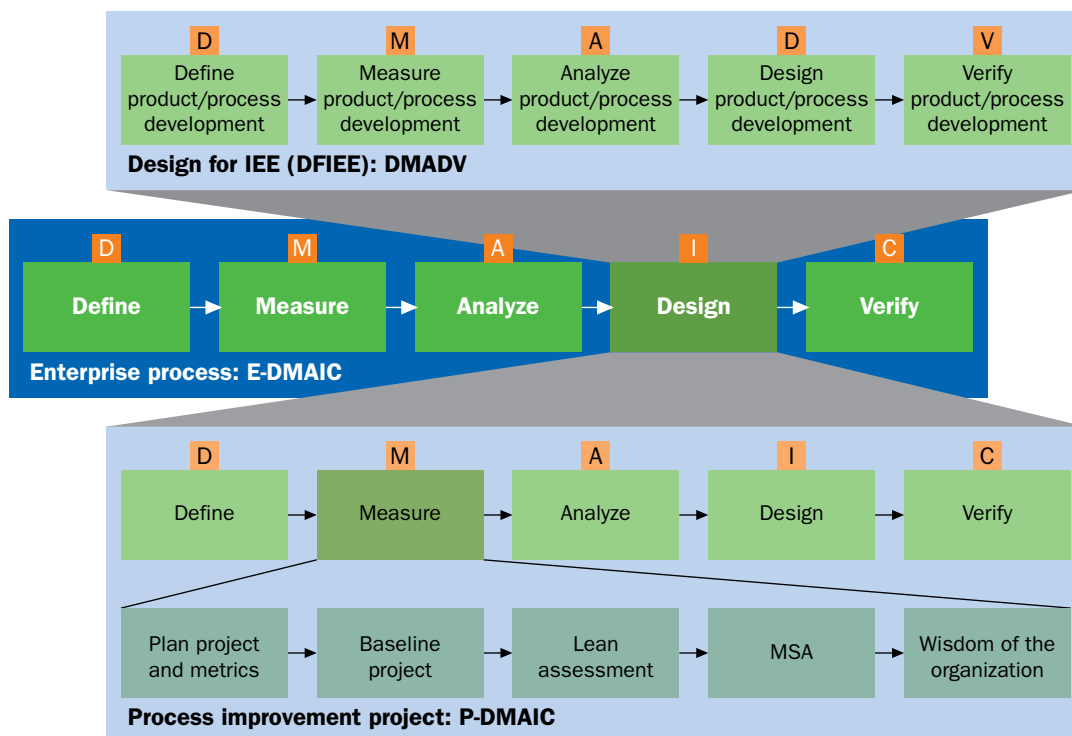 D
M
A
D
V
Define
product/process
development
Measure
product/process
development
Analyze
product/process
development
Design
product/process
development
Verify
product/process
development
Design for IEE (DFIEE): DMADV
D
M
A
I
C
Define
Measure
Analyze
Design
Verify
Enterprise process: E-DMAIC
D
M
A
I
C
Define
Measure
Analyze
Design
Verify
Plan project
and metrics
Baseline
project
Lean
assessment
MSA
Wisdom of the
organization
Process improvement project: P-DMAIC